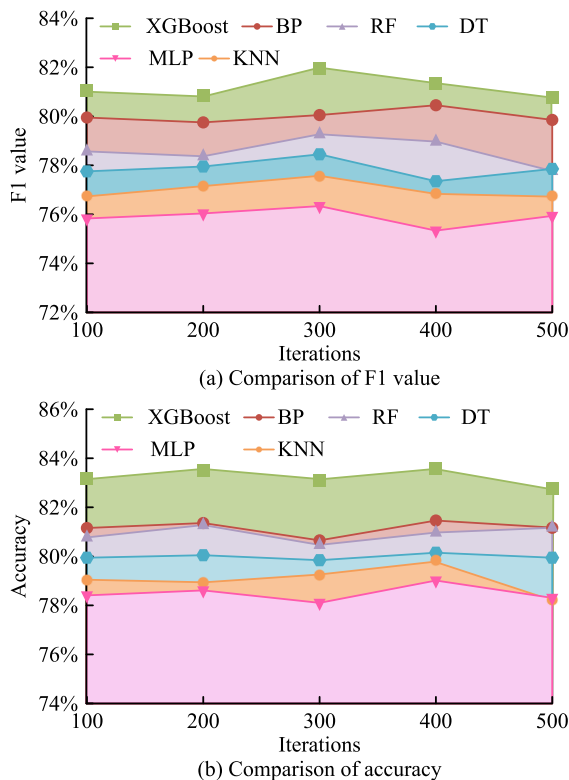 84%
XGBoost BP RF DT
82%
MLP KNN
80%
78%
76%
74%
72%
F1 value
100 200 300 400 500
Iterations
(a) Comparison of F1 value
86%
XGBoost BP RF DT
84%
MLP KNN
82%
80%
78%
76%
74%
Accuracy
100 200 300 400 500
Iterations
(b) Comparison of accuracy